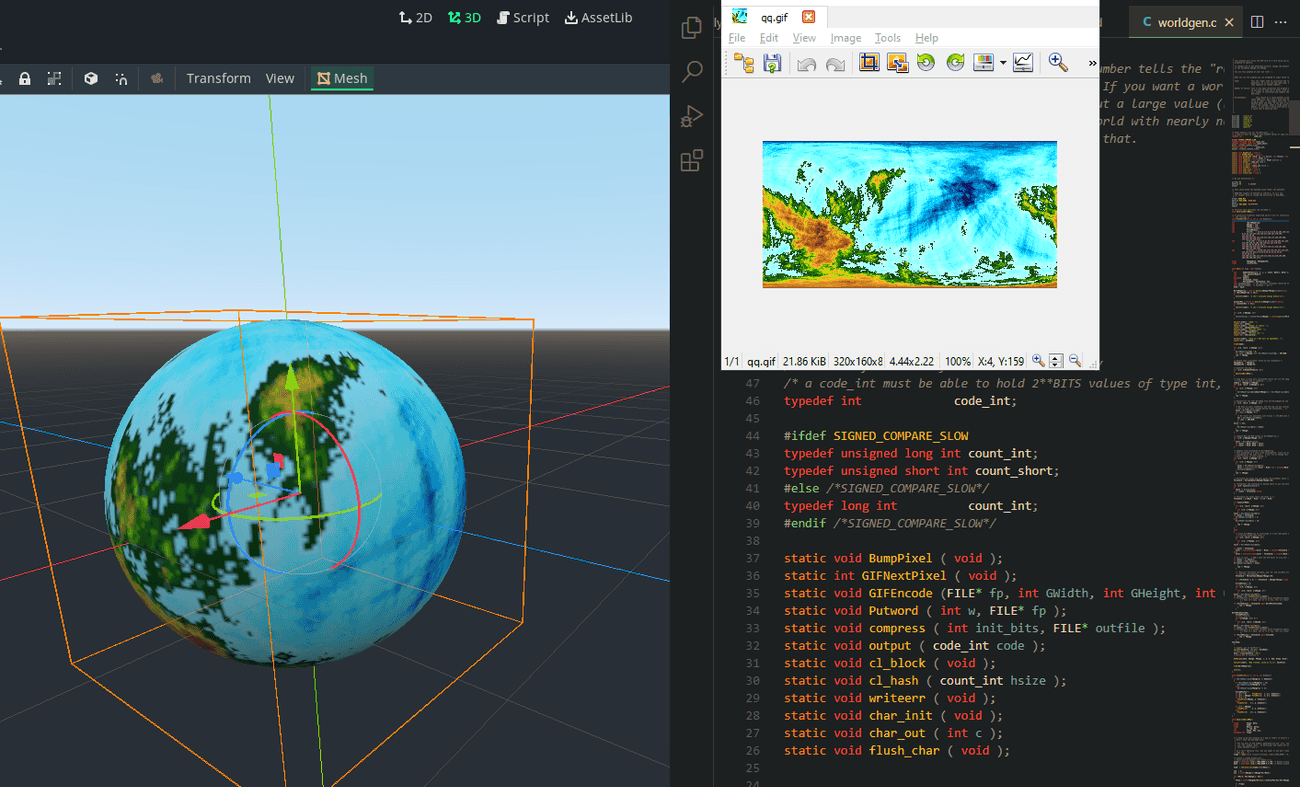 2D 3D Script AssetLib
Transform View Mesh
qq.gif
File Edit View Image Tools Help
1/1 qq.gif 21.86 KiB 320x160x8 4.44x2.22 100% X:4, Y:159
C worldgen.c
umber tells the "r
If you want a wor
ut a large value (
orld with nearly n
that.
47 /* a code_int must be able to hold 2**BITS values of type int,
46 typedef int code_int;
45
44 #ifdef SIGNED_COMPARE_SLOW
43 typedef unsigned long int count_int;
42 typedef unsigned short int count_short;
41 #else /*SIGNED_COMPARE_SLOW*/
40 typedef long int count_int;
39 #endif /*SIGNED_COMPARE_SLOW*/
38
37 static void BumpPixel ( void );
36 static int GIFNextPixel ( void );
35 static void GIFEncode (FILE* fp, int GWidth, int GHeight, int
34 static void Putword ( int w, FILE* fp );
33 static void compress ( int init_bits, FILE* outfile );
32 static void output ( code_int code );
31 static void cl_block ( void );
30 static void cl_hash ( count_int hsize );
29 static void writeerr ( void );
28 static void char_init ( void );
27 static void char_out ( int c );
26 static void flush_char ( void );
25